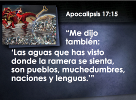 Apocalipsis 17:15
“Me dijo
también:
‘Las aguas que has visto
donde la ramera se sienta,
son pueblos, muchedumbres,
naciones y lenguas.’”